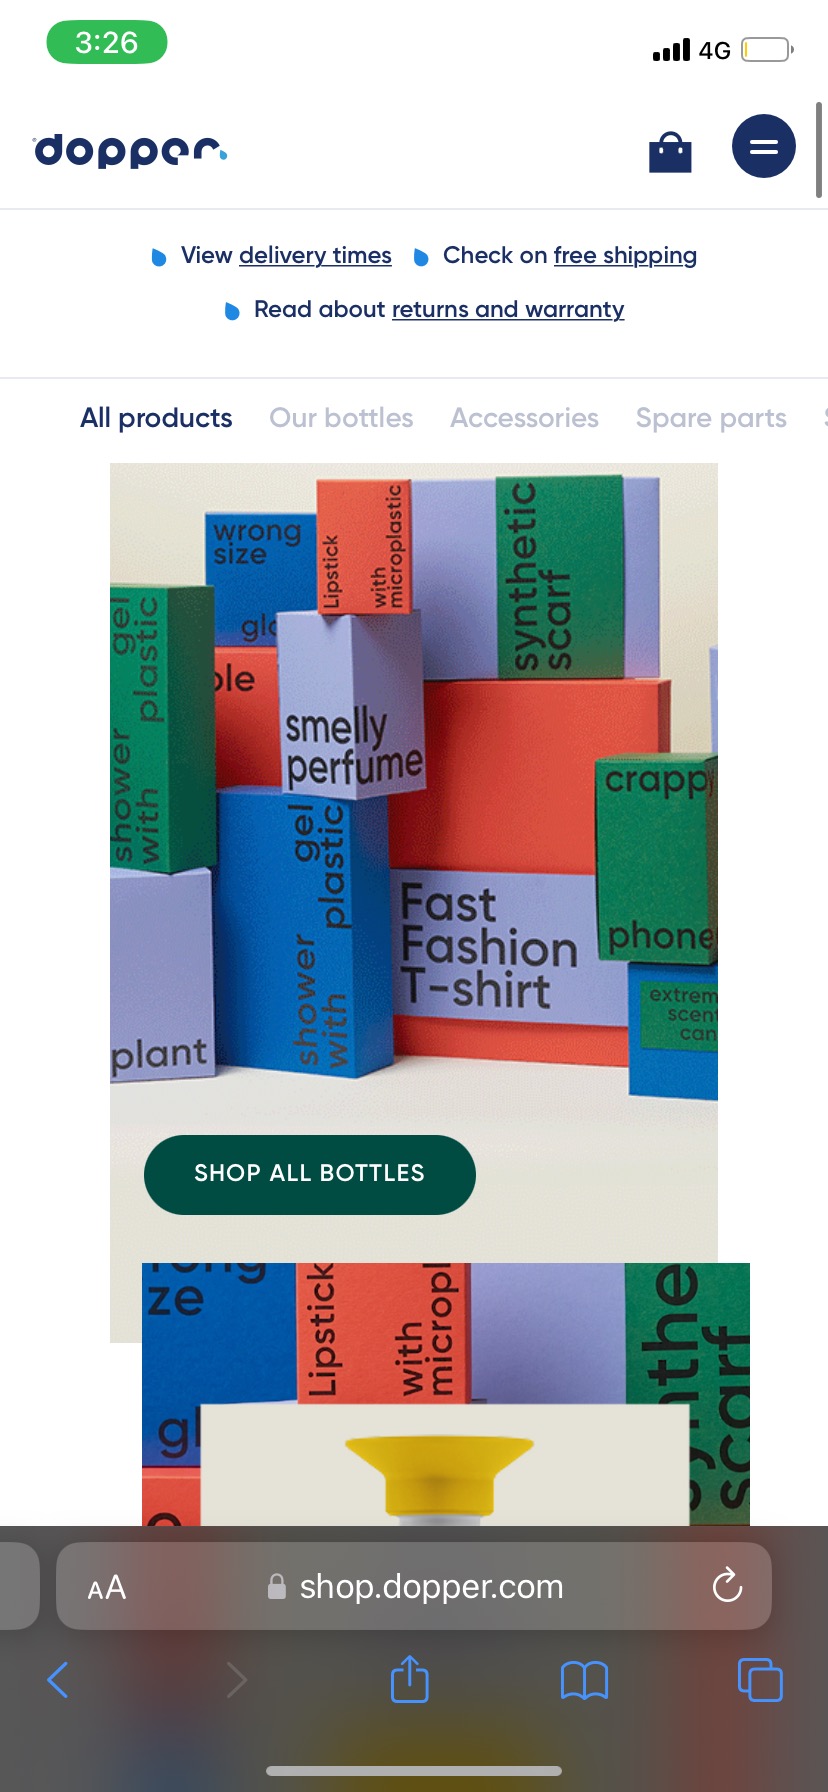 3:26
4G
dopper
View delivery times
Check on free shipping
Read about returns and warranty
All products
Our bottles
Accessories
Spare parts
wrong
size
Lipstick
with
microplastic
synthetic
scarf
shower gel
with plastic
smelly
perfume
shower gel
with plastic
Fast
Fashion
T-shirt
crappy
phone
plant
SHOP ALL BOTTLES
ze
Lipstick
with
AA
shop.dopper.com